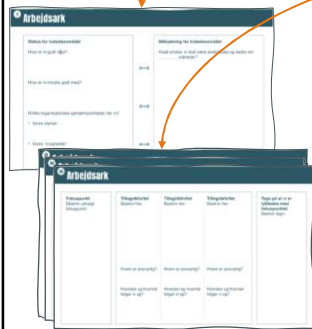 Arbejdsark
Status for indsatsområdet
Målsætning for indsatsområdet
Hvor er vi gode nu?
Hvad ønsker vi skal være anderledes og bedre om
måneder?
Hvor er vi mindre gode nu?
Hvilke organisatoriske opmærksomheder har vi?
Vores styrker
Vores
Arbejdsark
Fokuspunkt
Beskriv udvalgt
fokuspunkt.
Tiltag/aktivitet
Beskriv her
Tiltag/aktivitet
Beskriv her
Tiltag/aktivitet
Beskriv her
Tegn på at vi er
lykkedes med
fokuspunktet
Beskriv tegn.
Hvem er ansvarlig?
Hvem er ansvarlig?
Hvem er ansvarlig?
Hvordan og hvornår
følger vi op?
Hvordan og hvornår
følger vi op?
Hvordan og hvornår
følger vi op?